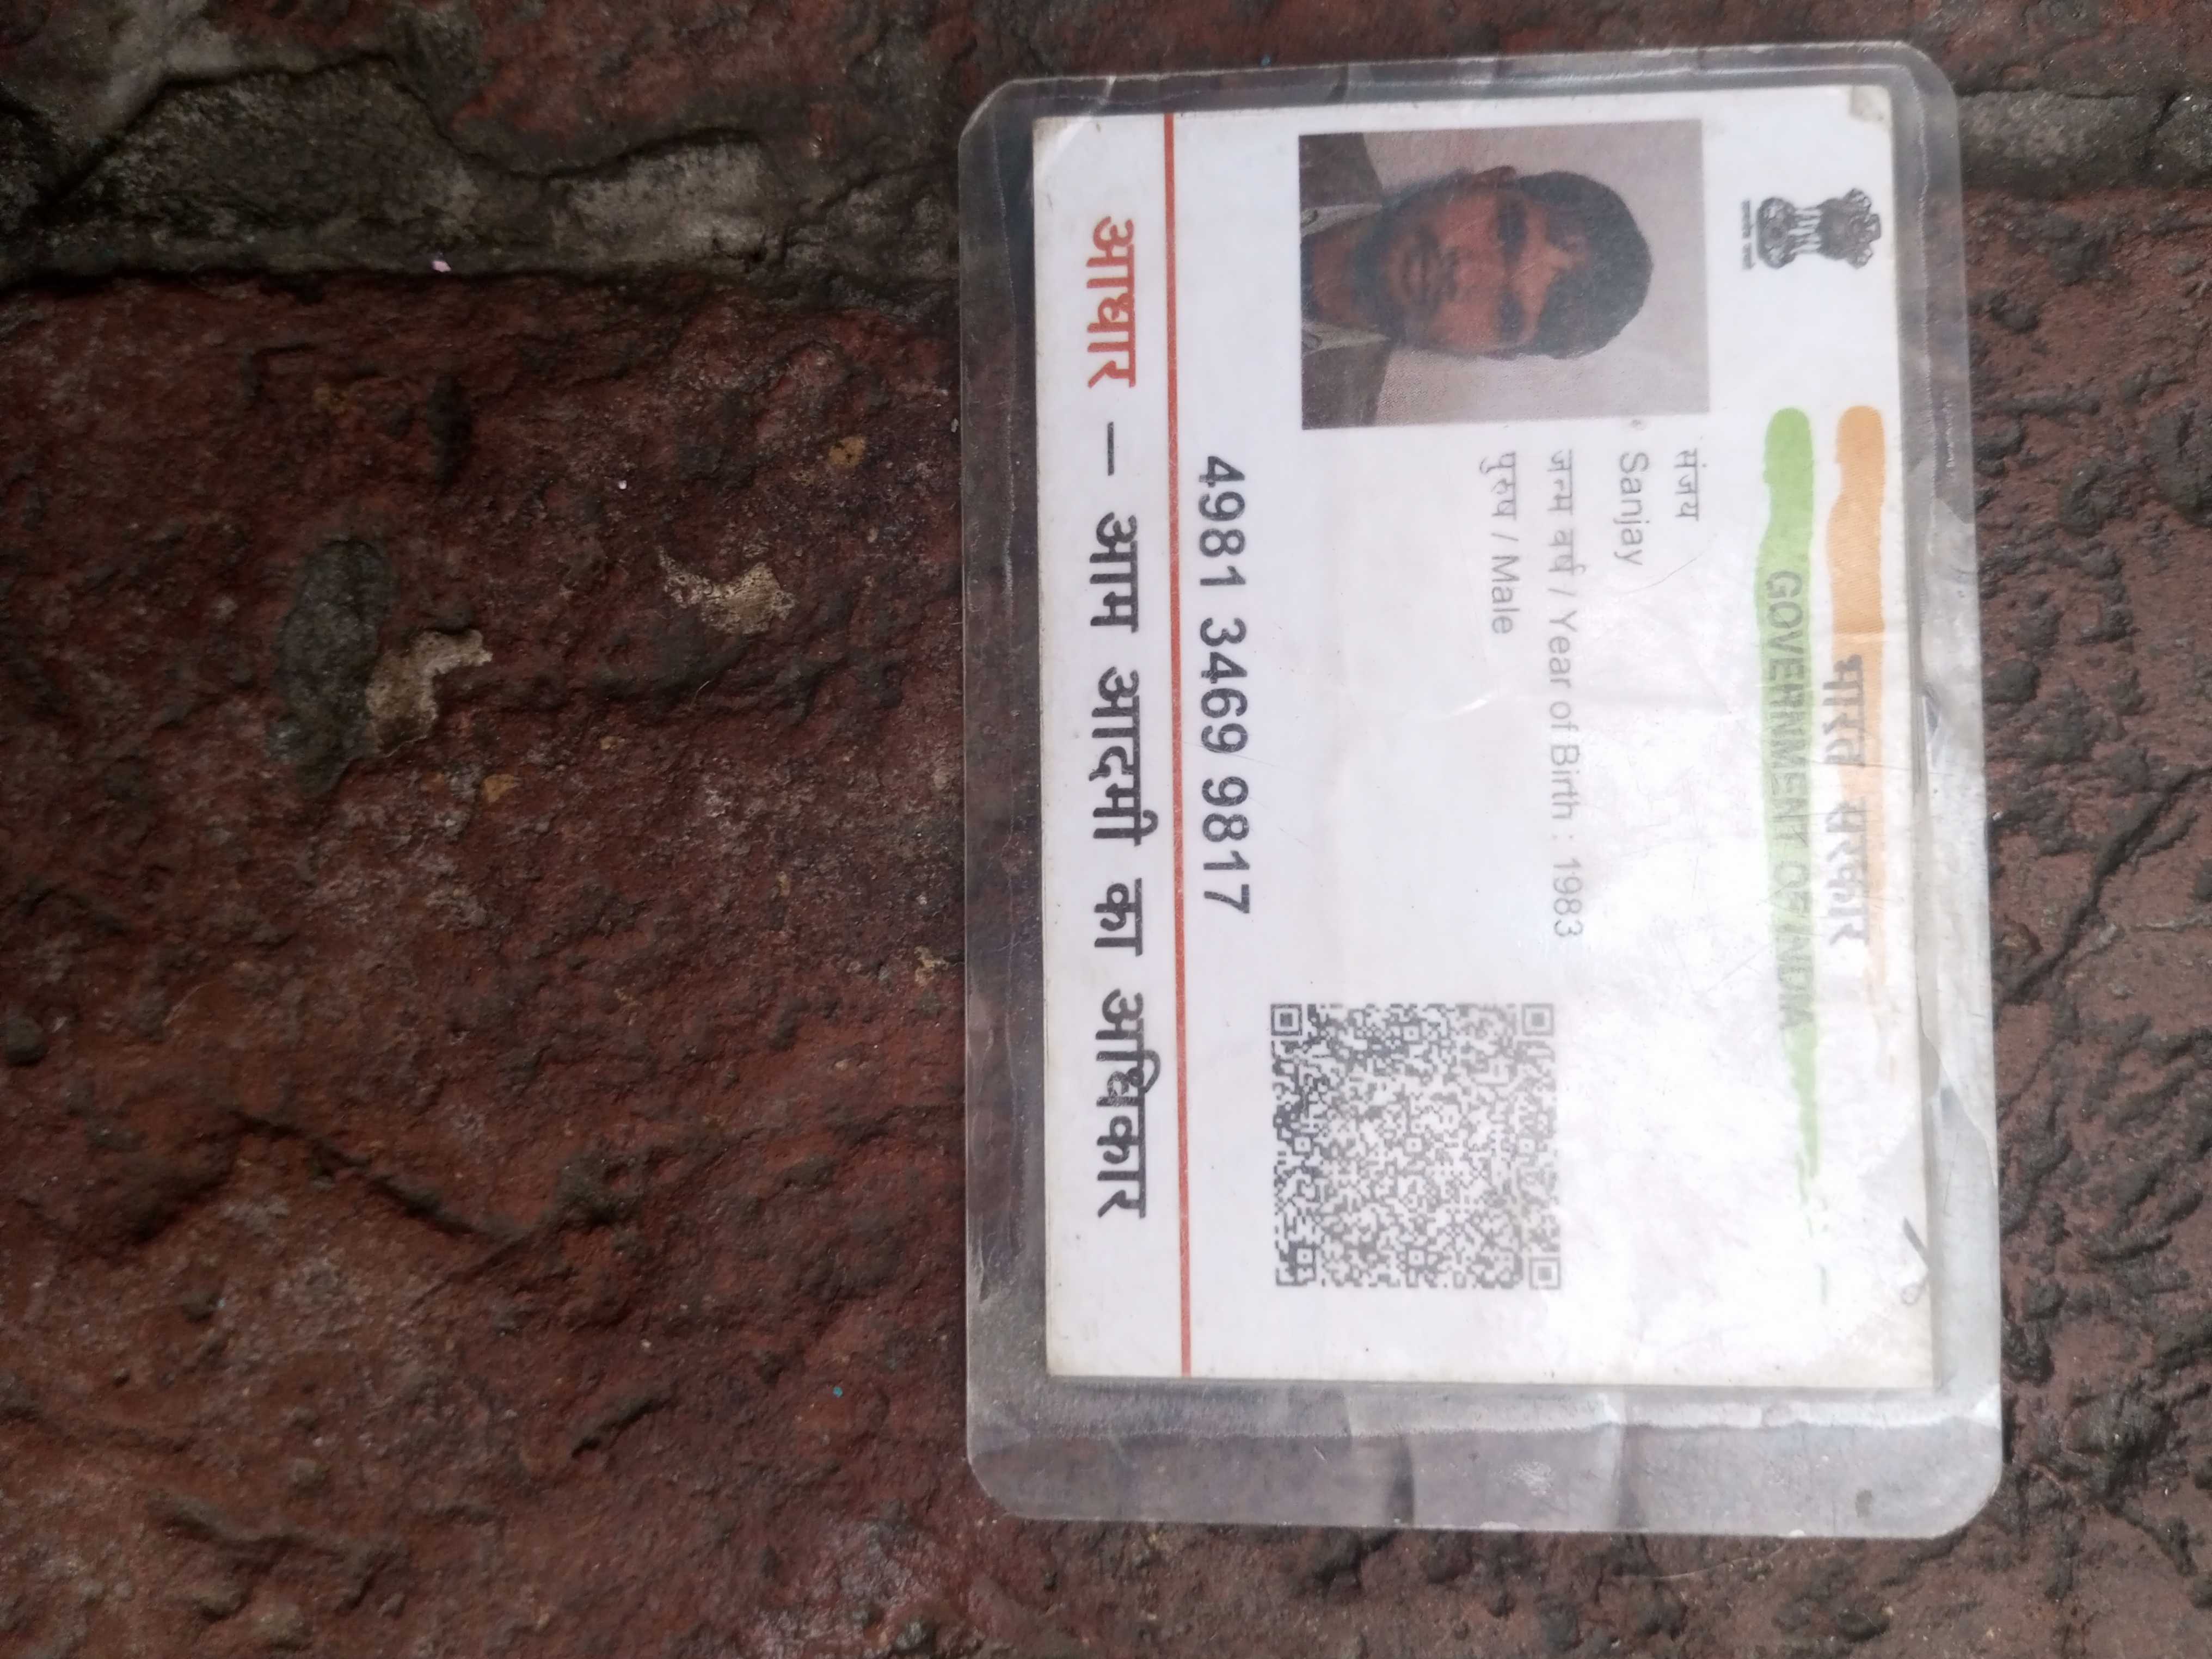 भारत सरकार
GOVERNMENT OF INDIA
संजय
Sanjay
जन्म वर्ष / Year of Birth : 1983
पुरुष / Male
4981 3469 9817
आधार – आम आदमी का अधिकार